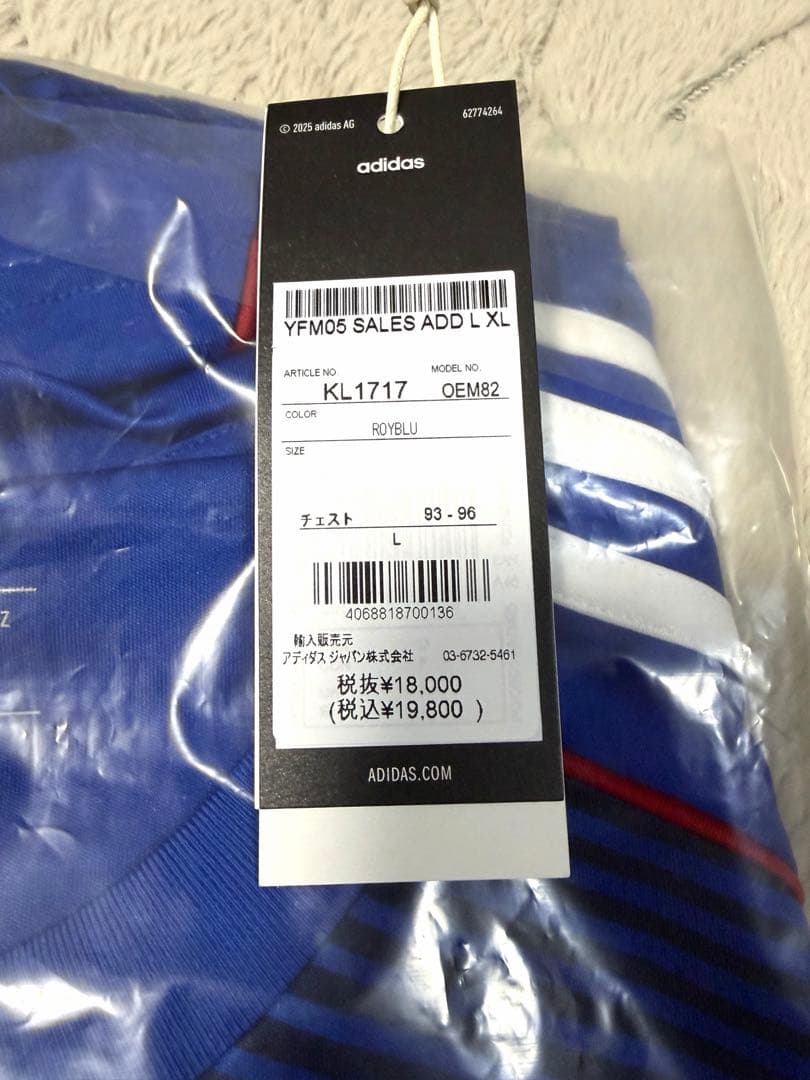 © 2025 adidas AG
62774264
adidas
YFM05 SALES ADD L XL
ARTICLE NO.
MODEL NO.
KL1717
OEM82
COLOR
ROYBLU
SIZE
チェスト 93 - 96
L
4068818700136
輸入販売元
アディダス ジャパン株式会社 03-6732-5461
税抜¥18,000
(税込¥19,800 )
ADIDAS.COM
Z